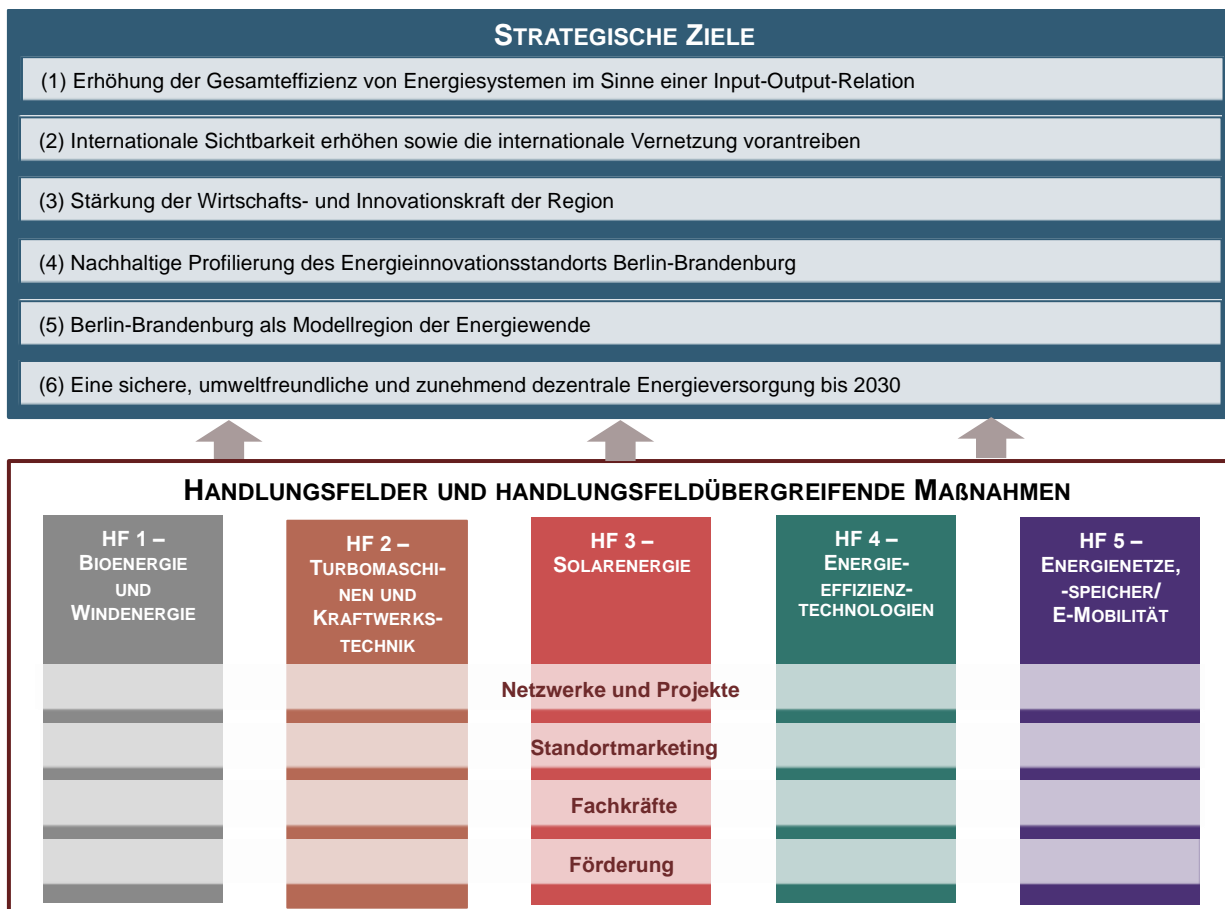 STRATEGISCHE ZIELE
(1) Erhöhung der Gesamteffizienz von Energiesystemen im Sinne einer Input-Output-Relation
(2) Internationale Sichtbarkeit erhöhen sowie die internationale Vernetzung vorantreiben
(3) Stärkung der Wirtschafts- und Innovationskraft der Region
(4) Nachhaltige Profilierung des Energieinnovationsstandorts Berlin-Brandenburg
(5) Berlin-Brandenburg als Modellregion der Energiewende
(6) Eine sichere, umweltfreundliche und zunehmend dezentrale Energieversorgung bis 2030
HANDLUNGSFELDER UND HANDLUNGSFELDÜBERGREIFENDE MAßNAHMEN
HF 1 –
BIOENERGIE
UND
WINDENERGIE
HF 2 –
TURBOMASCHI-
NEN UND
KRAFTWERKS-
TECHNIK
HF 3 –
SOLARENERGIE
HF 4 –
ENERGIE-
EFFIZIENZ-
TECHNOLOGIEN
HF 5 –
ENERGIENETZE,
-SPEICHER/
E-MOBILITÄT
Netzwerke und Projekte
Standortmarketing
Fachkräfte
Förderung